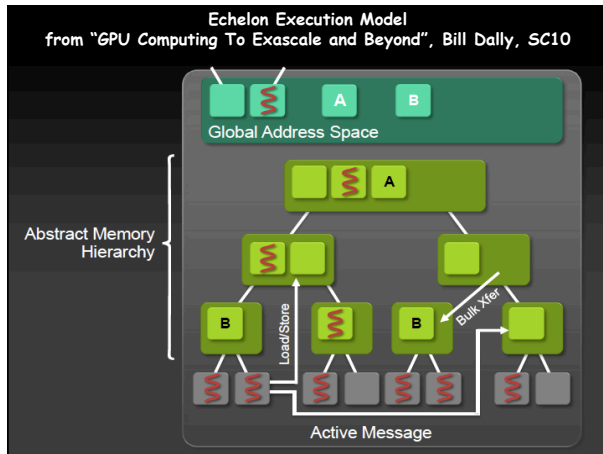 Echelon Execution Model
from “GPU Computing To Exascale and Beyond”, Bill Dally, SC10
A
B
Global Address Space
A
Abstract Memory
Hierarchy
B
Load/Store
B
Bulk Xfer
Active Message